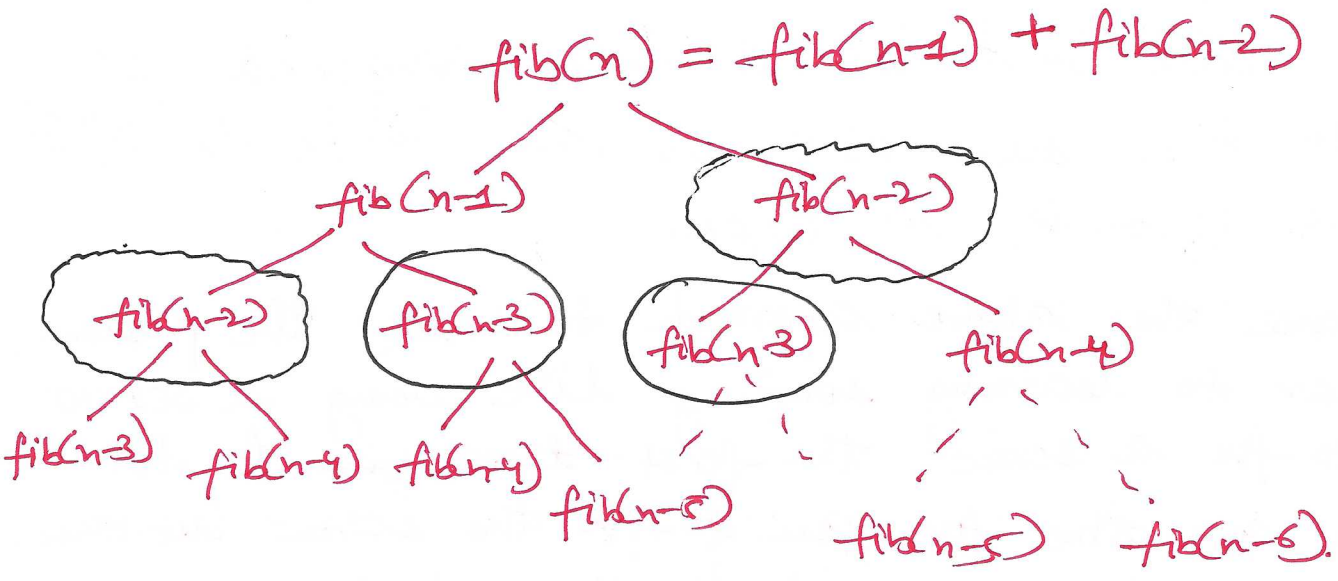 fib(n) = fib(n-1) + fib(n-2)
fib(n-1) fib(n-2)
fib(n-2) fib(n-3) fib(n-3) fib(n-4)
fib(n-3) fib(n-4) fib(n-4) fib(n-5) fib(n-5) fib(n-6).